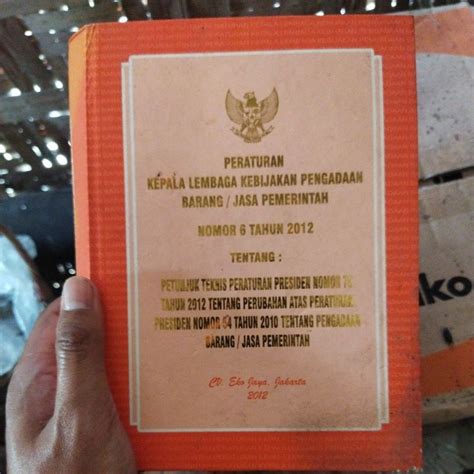 PERATURAN
KEPALA LEMBAGA KEBIJAKAN PENGADAAN
BARANG / JASA PEMERINTAH
NOMOR 6 TAHUN 2012
TENTANG :
PETUNJUK TEKNIS PERATURAN PRESIDEN NOMOR 70
TAHUN 2012 TENTANG PERUBAHAN ATAS PERATURAN
PRESIDEN NOMOR 54 TAHUN 2010 TENTANG PENGADAAN
BARANG / JASA PEMERINTAH
CV. Eko Jaya, Jakarta
2012
ko